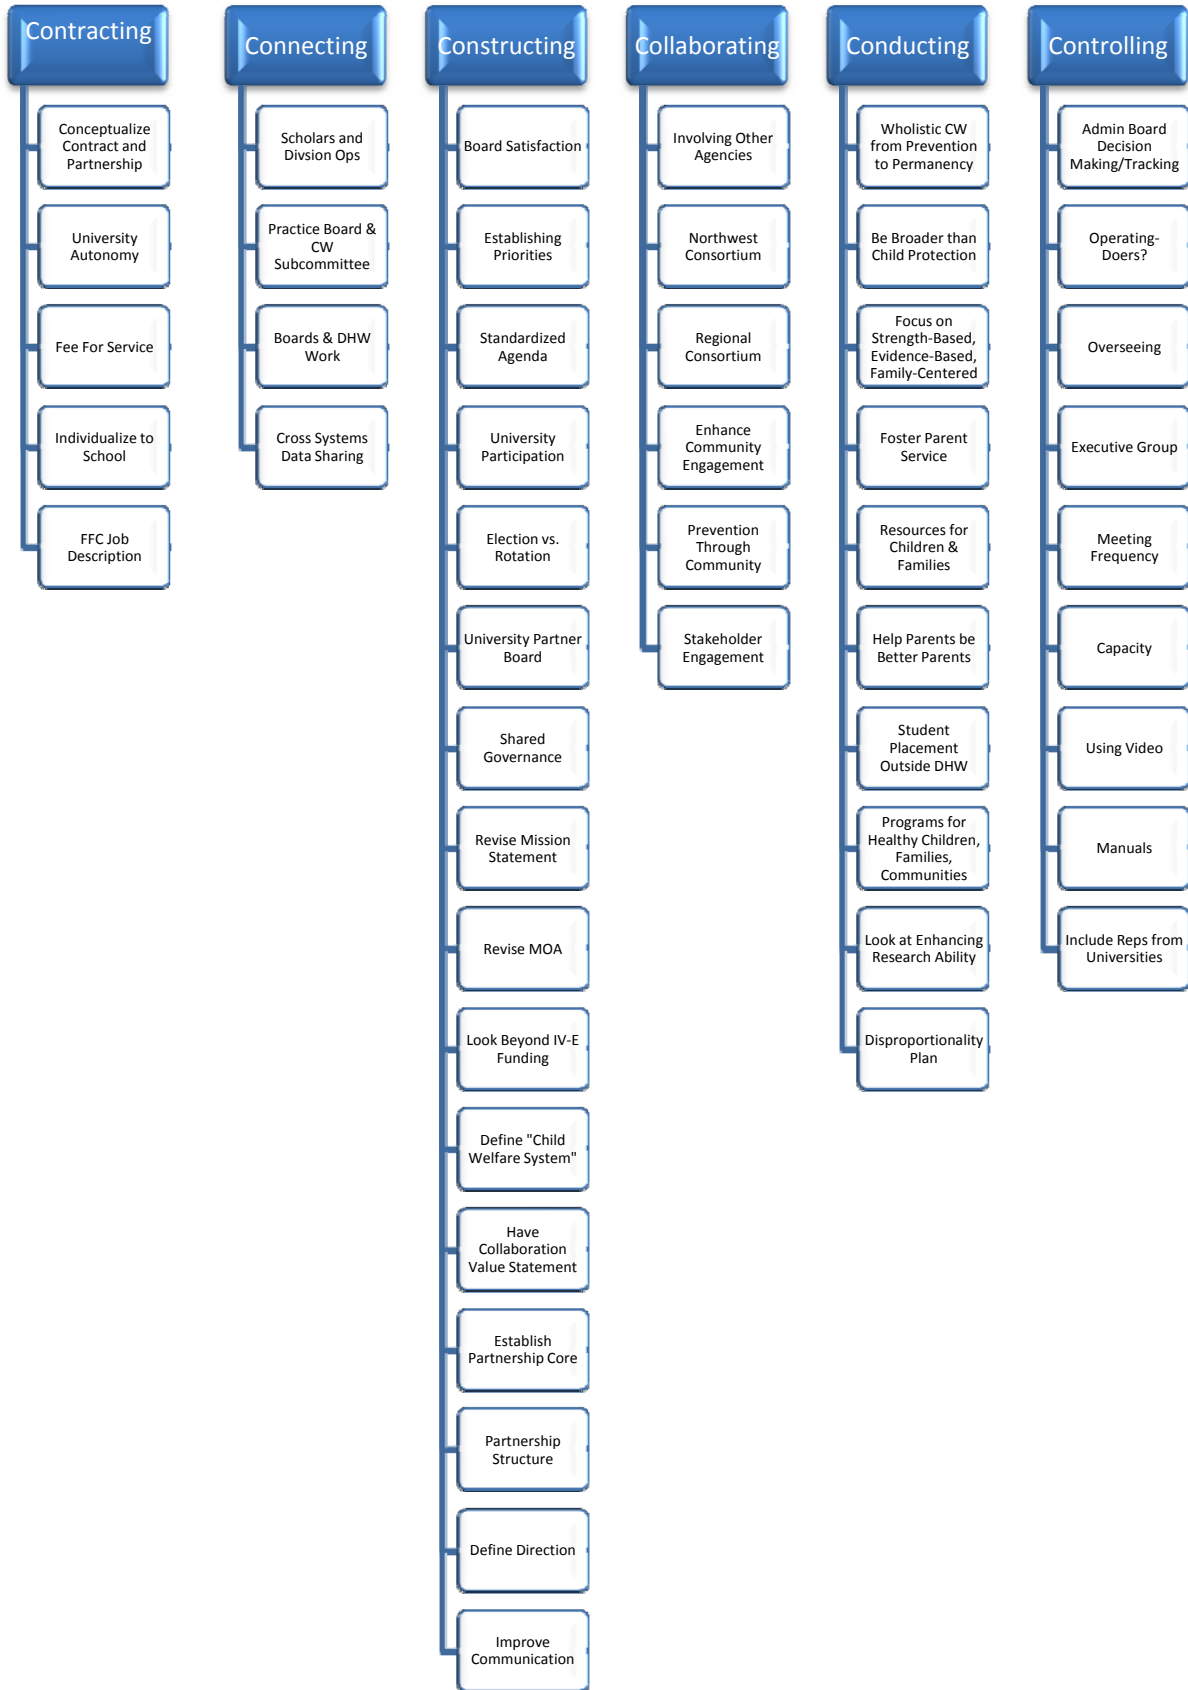 Contracting
Conceptualize
Contract and
Partnership
University
Autonomy
Fee For Service
Individualize to
School
FFC Job
Description
Connecting
Scholars and
Divsion Ops
Practice Board &
CW
Subcommittee
Boards & DHW
Work
Cross Systems
Data Sharing
Constructing
Board Satisfaction
Establishing
Priorities
Standardized
Agenda
University
Participation
Election vs.
Rotation
University Partner
Board
Shared
Governance
Revise Mission
Statement
Revise MOA
Look Beyond IV-E
Funding
Define "Child
Welfare System"
Have
Collaboration
Value Statement
Establish
Partnership Core
Partnership
Structure
Define Direction
Improve
Communication
Collaborating
Involving Other
Agencies
Northwest
Consortium
Regional
Consortium
Enhance
Community
Engagement
Prevention
Through
Community
Stakeholder
Engagement
Conducting
Wholistic CW
from Prevention
to Permanency
Be Broader than
Child Protection
Focus on
Strength-Based,
Evidence-Based,
Family-Centered
Foster Parent
Service
Resources for
Children &
Families
Help Parents be
Better Parents
Student
Placement
Outside DHW
Programs for
Healthy Children,
Families,
Communities
Look at Enhancing
Research Ability
Disproportionality
Plan
Controlling
Admin Board
Decision
Making/Tracking
Operating-
Doers?
Overseeing
Executive Group
Meeting
Frequency
Capacity
Using Video
Manuals
Include Reps from
Universities